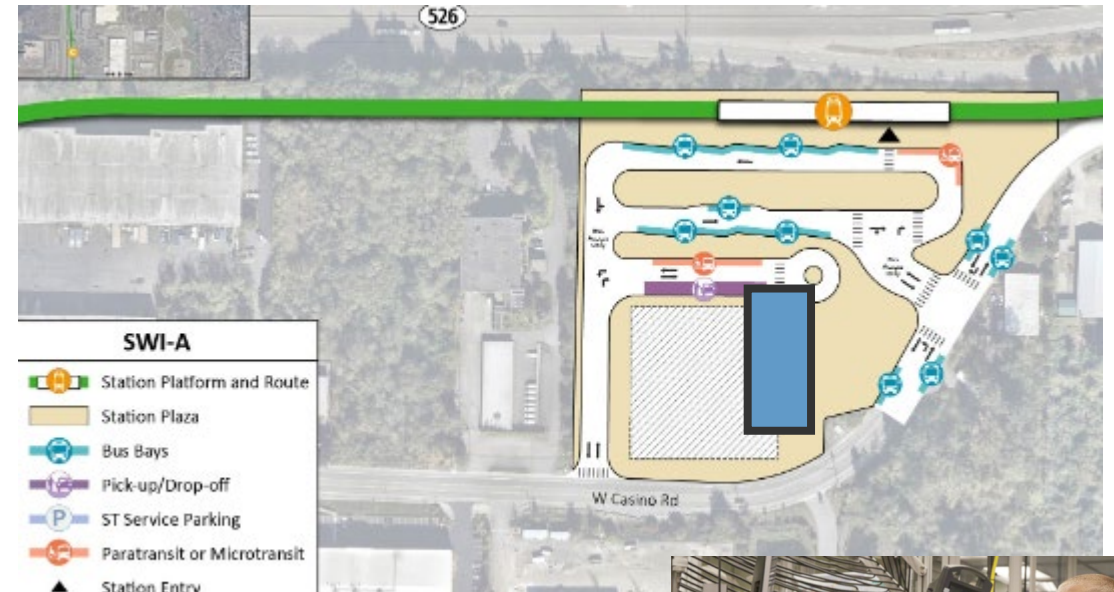 526
SWI-A
Station Platform and Route
Station Plaza
Bus Bays
Pick-up/Drop-off
P ST Service Parking
Paratransit or Microtransit
Station Entry
W Casino Rd